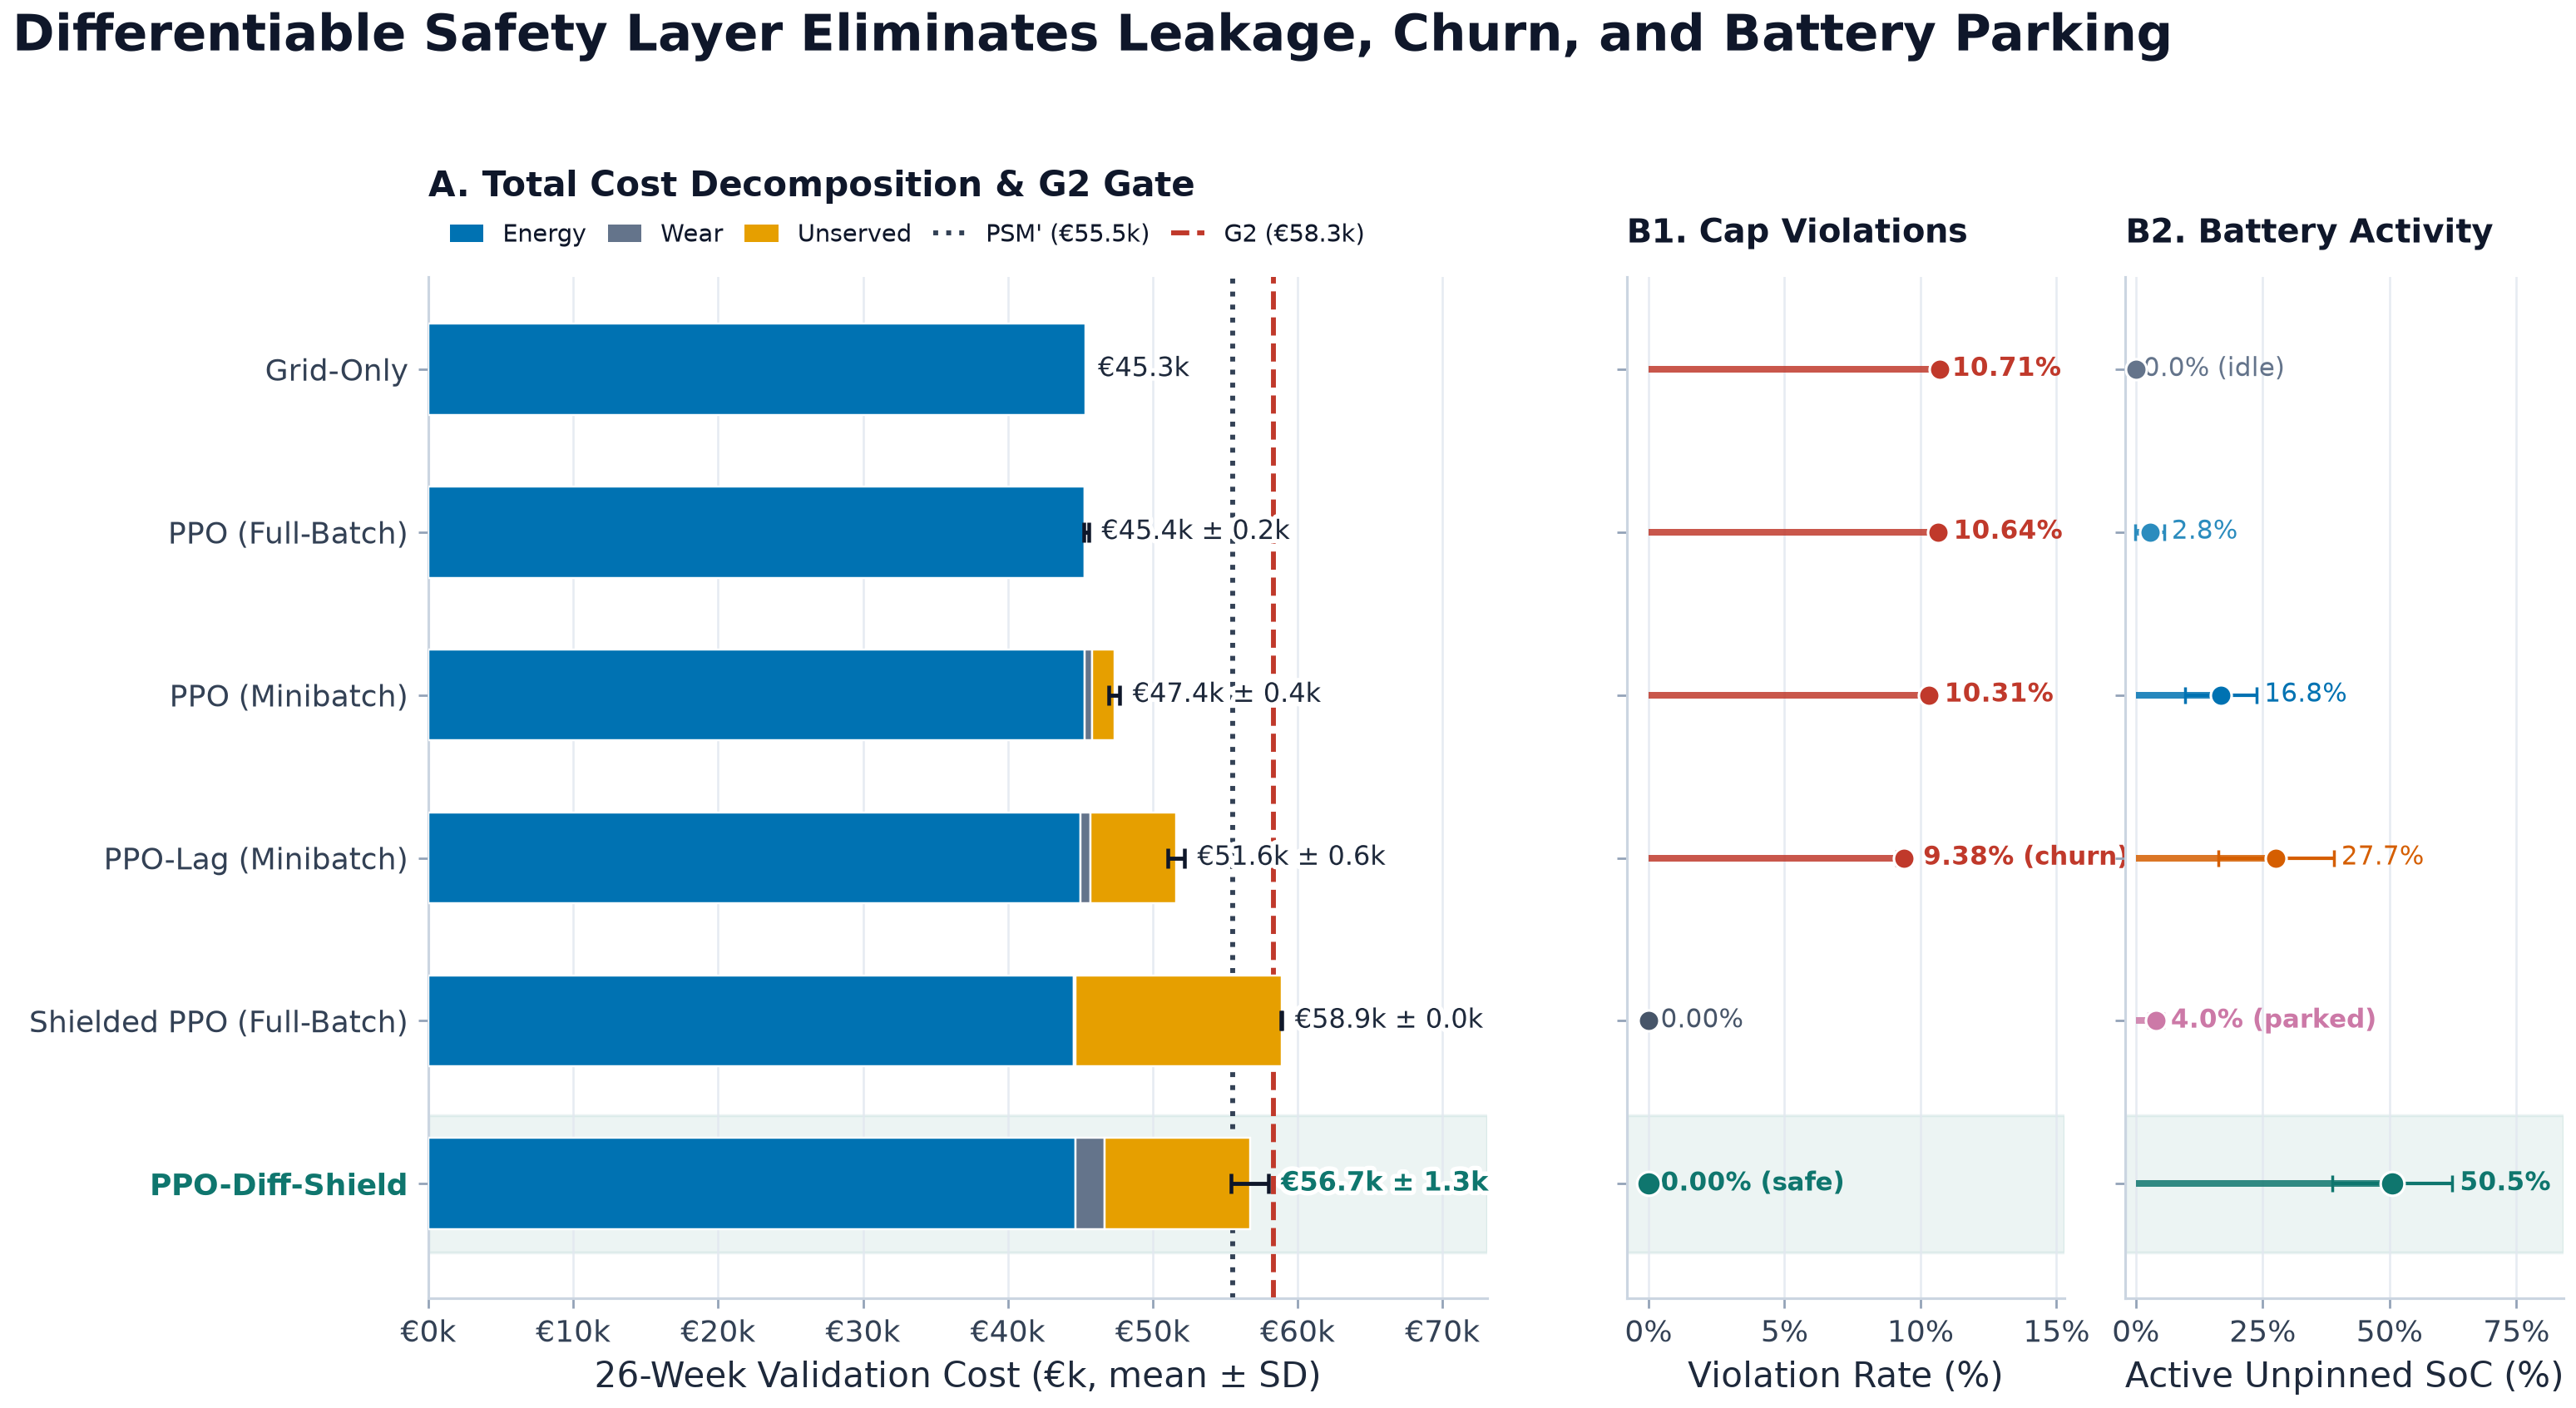 Differentiable Safety Layer Eliminates Leakage, Churn, and Battery Parking
A. Total Cost Decomposition & G2 Gate
Energy Wear Unserved PSM' (€55.5k) G2 (€58.3k)
Grid-Only
PPO (Full-Batch)
PPO (Minibatch)
PPO-Lag (Minibatch)
Shielded PPO (Full-Batch)
PPO-Diff-Shield
€45.3k
€45.4k ± 0.2k
€47.4k ± 0.4k
€51.6k ± 0.6k
€58.9k ± 0.0k
€56.7k ± 1.3k
€0k €10k €20k €30k €40k €50k €60k €70k
26-Week Validation Cost (€k, mean ± SD)
B1. Cap Violations
10.71%
10.64%
10.31%
9.38% (churn)
0.00%
0.00% (safe)
0% 5% 10% 15%
Violation Rate (%)
B2. Battery Activity
0.0% (idle)
2.8%
16.8%
27.7%
4.0% (parked)
50.5%
0% 25% 50% 75%
Active Unpinned SoC (%)